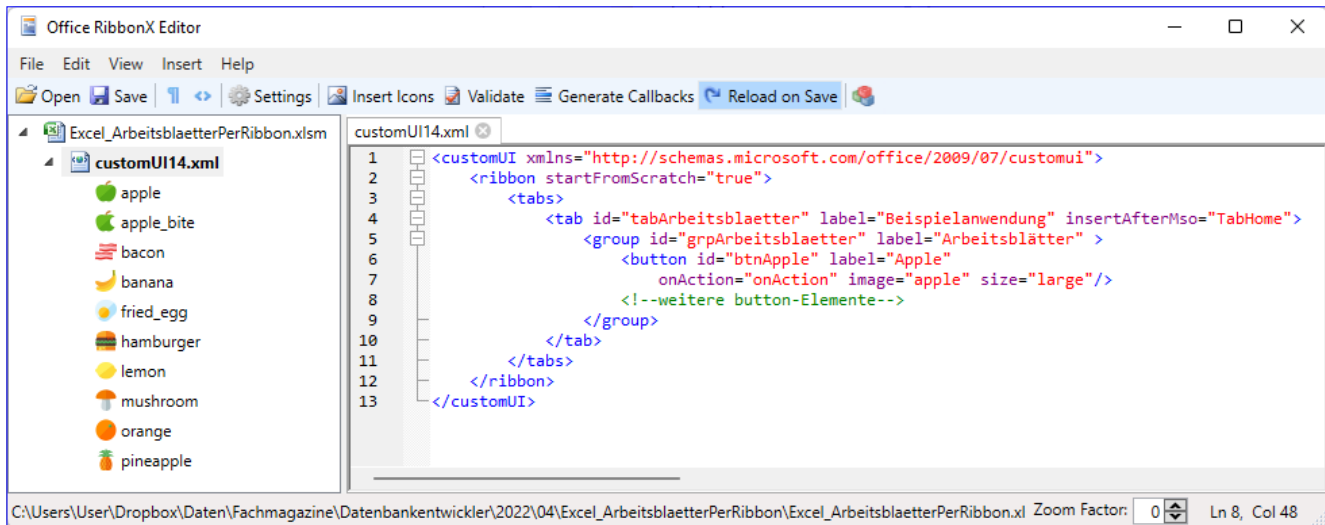 Office RibbonX Editor
File Edit View Insert Help
Open Save Settings Insert Icons Validate Generate Callbacks Reload on Save
Excel_ArbeitsblaetterPerRibbon.xlsm
customUI14.xml
apple
apple_bite
bacon
banana
fried_egg
hamburger
lemon
mushroom
orange
pineapple
customUI14.xml
1 <customUI xmlns="http://schemas.microsoft.com/office/2009/07/customui">
2 <ribbon startFromScratch="true">
3 <tabs>
4 <tab id="tabArbeitsblaetter" label="Beispielanwendung" insertAfterMso="TabHome">
5 <group id="grpArbeitsblaetter" label="Arbeitsblätter" >
6 <button id="btnApple" label="Apple"
7 onAction="onAction" image="apple" size="large"/>
8 <!--weitere button-Elemente-->
9 </group>
10 </tab>
11 </tabs>
12 </ribbon>
13 </customUI>
C:\Users\User\Dropbox\Daten\Fachmagazine\Datenbankentwickler\2022\04\Excel_ArbeitsblaetterPerRibbon\Excel_ArbeitsblaetterPerRibbon.xl Zoom Factor: 0 Ln 8, Col 48